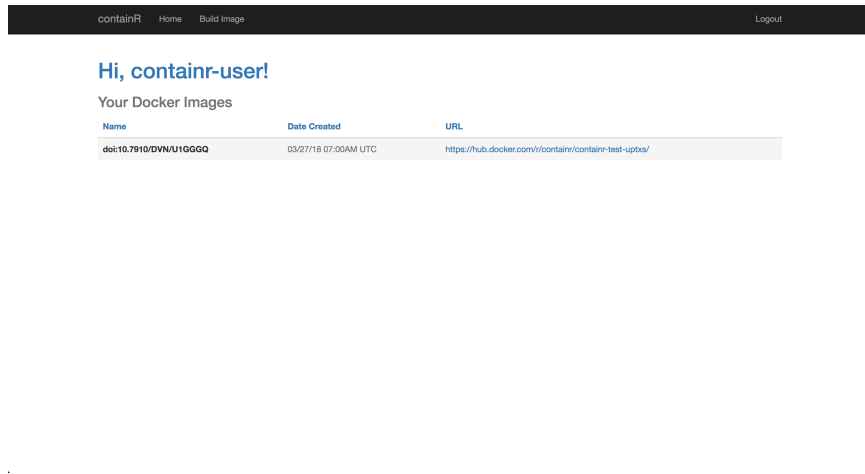 containR Home Build Image Logout
Hi, containr-user!
Your Docker Images
Name Date Created URL
doi:10.7910/DVN/U1GGGQ 03/27/18 07:00AM UTC https://hub.docker.com/r/containr/containr-test-uptxs/